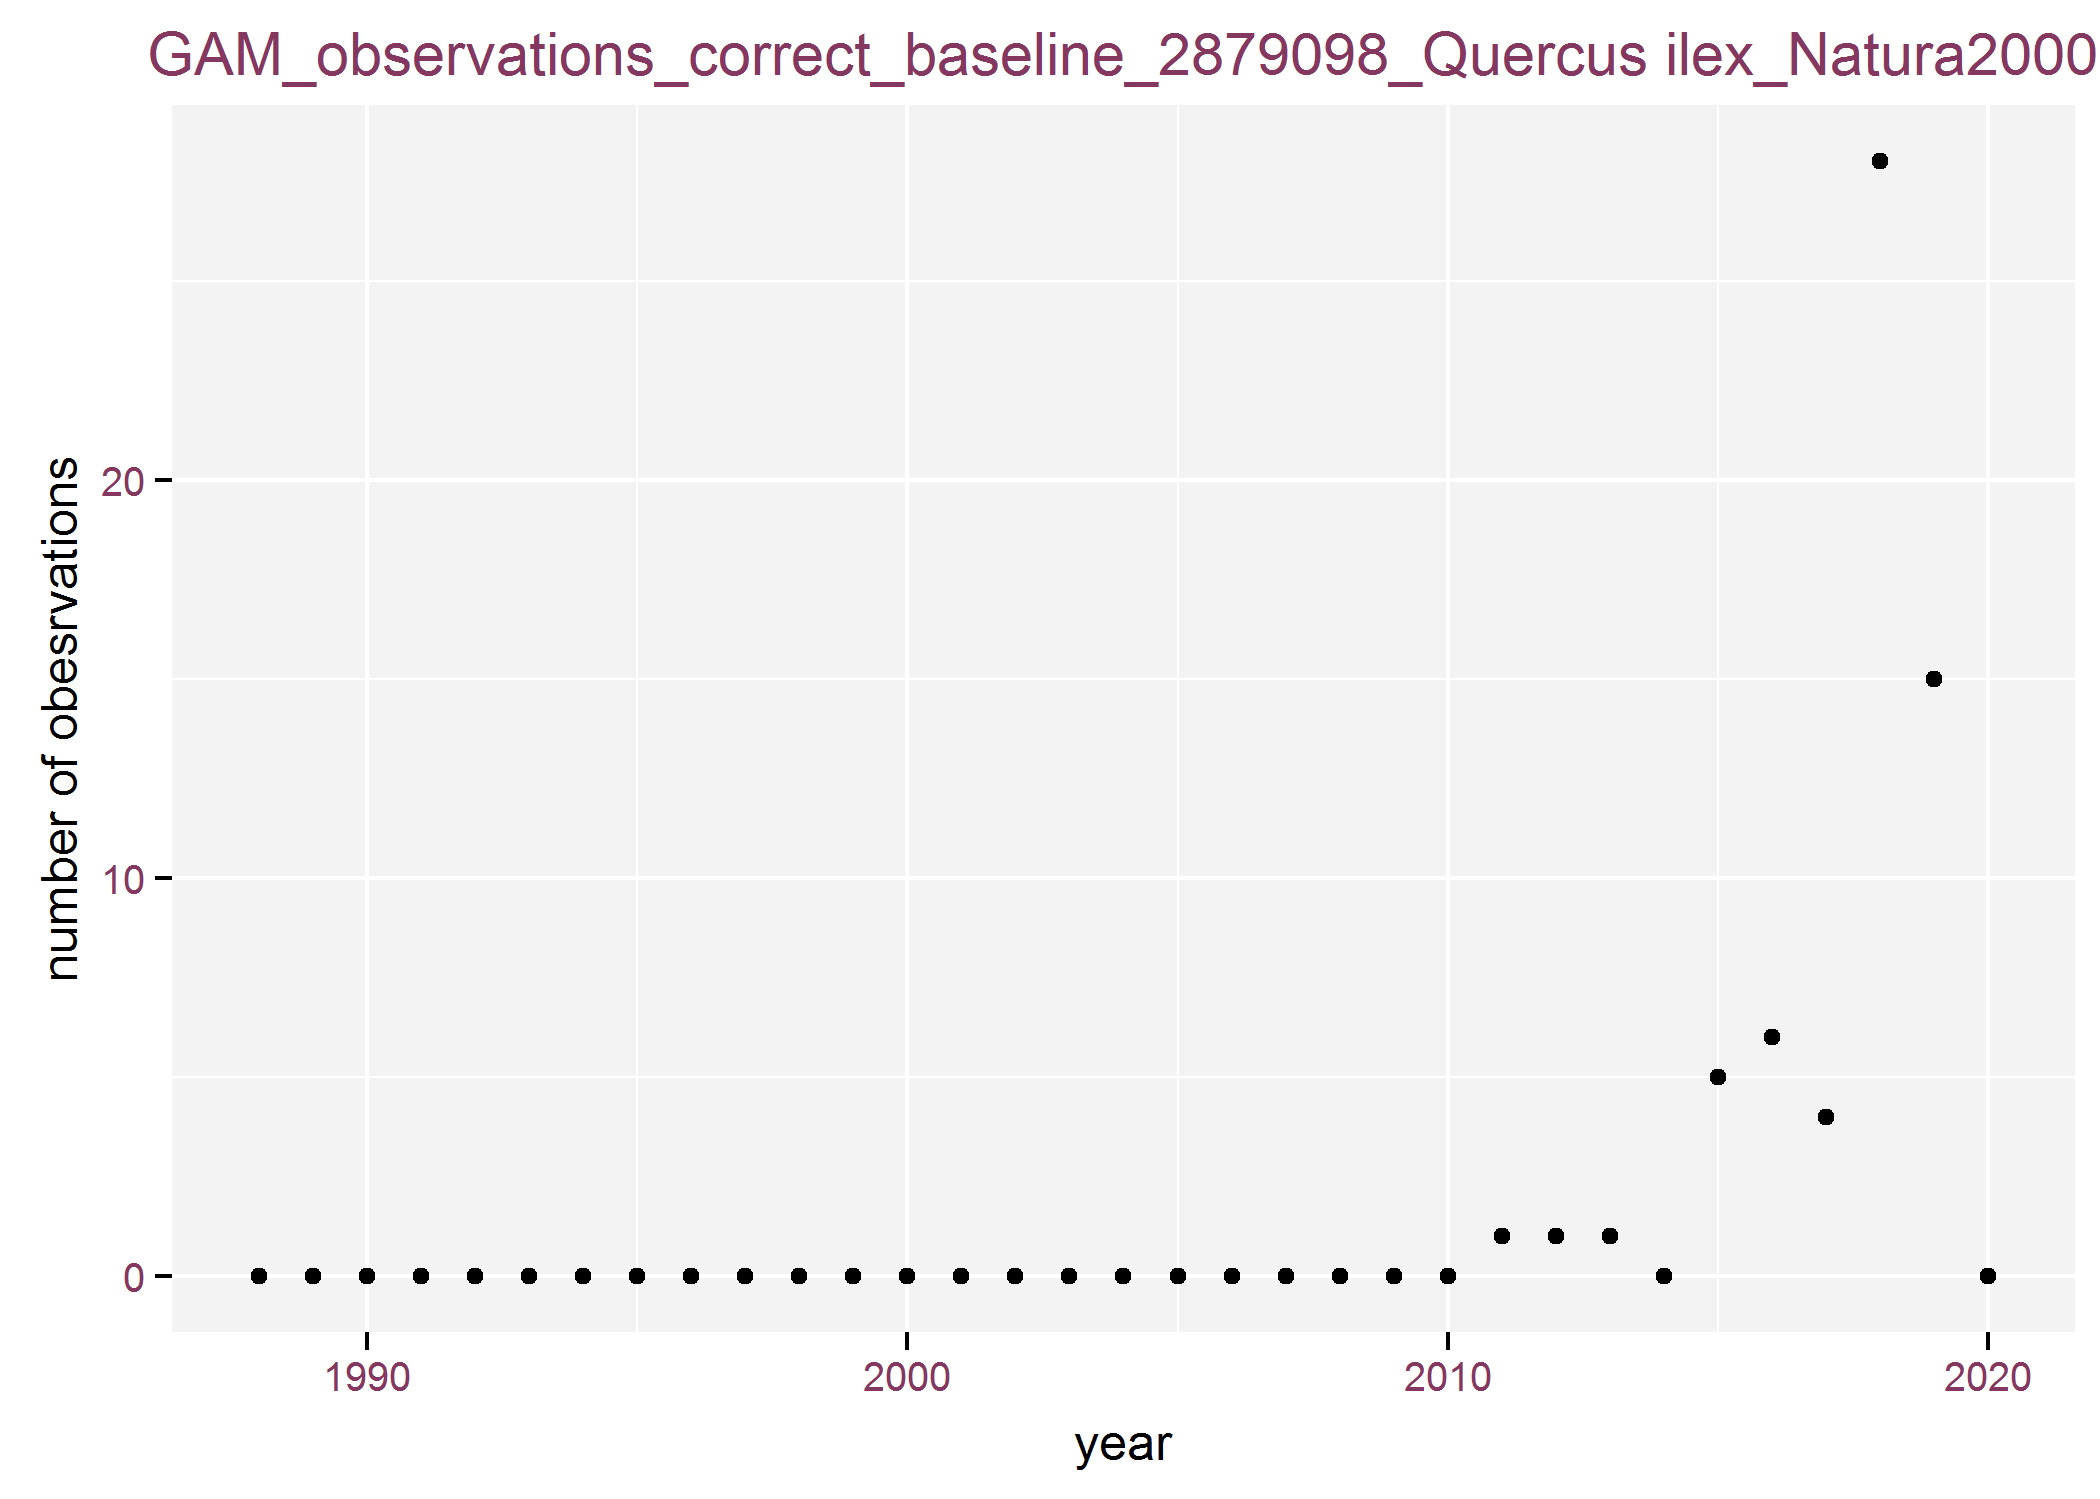 GAM_observations_correct_baseline_2879098_Quercus ilex_Natura2000
number of obesrvations
20
10
0
1990 2000 2010 2020
year